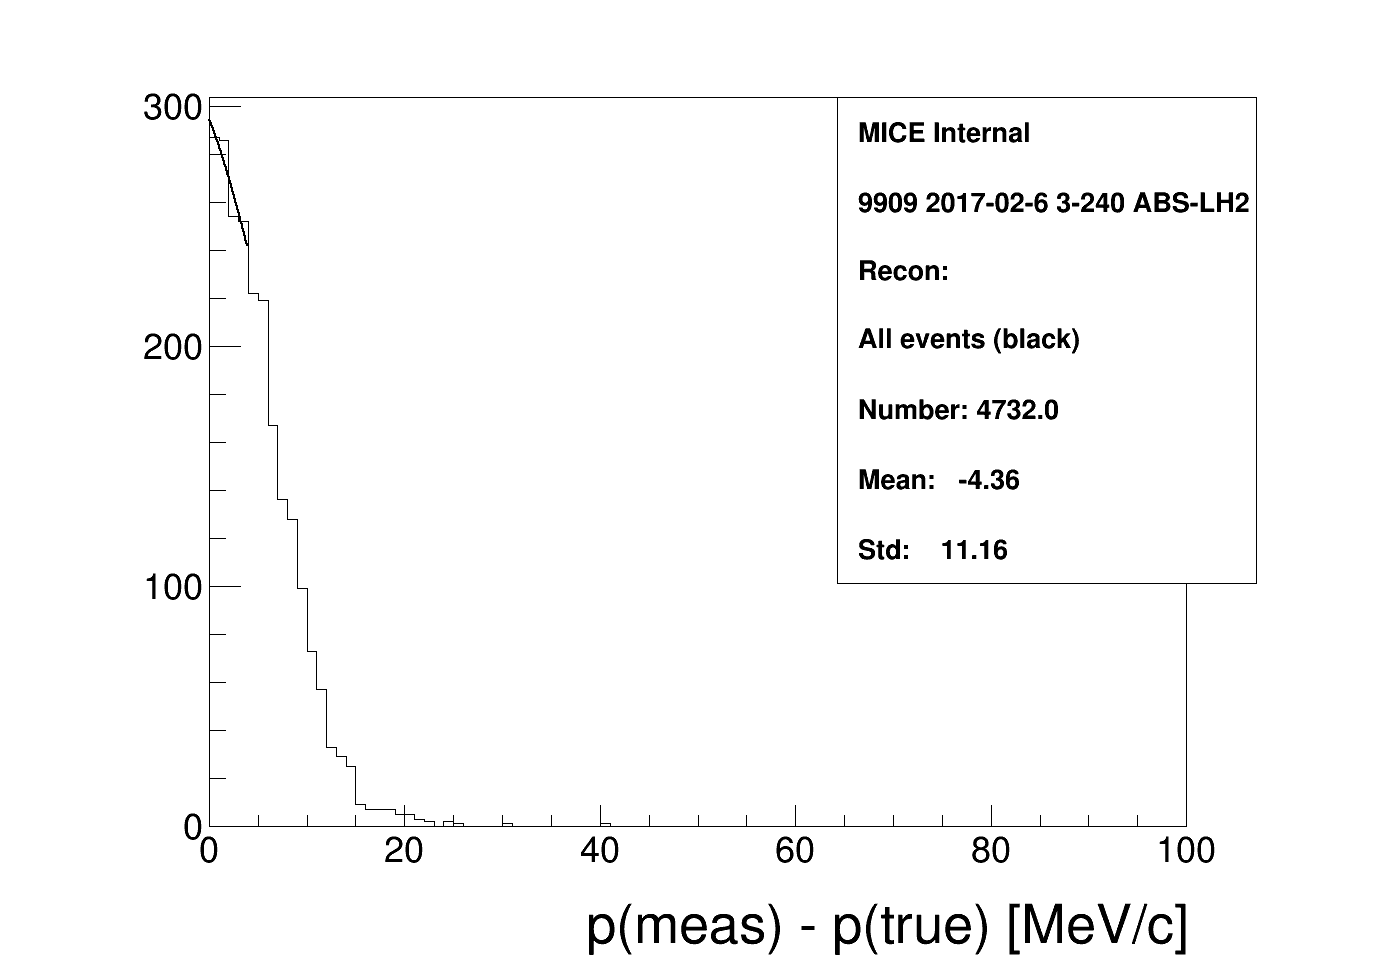 300
200
100
0
0
20
40
60
80
100
p(meas) - p(true) [MeV/c]
MICE Internal
9909 2017-02-6 3-240 ABS-LH2
Recon:
All events (black)
Number: 4732.0
Mean: -4.36
Std: 11.16